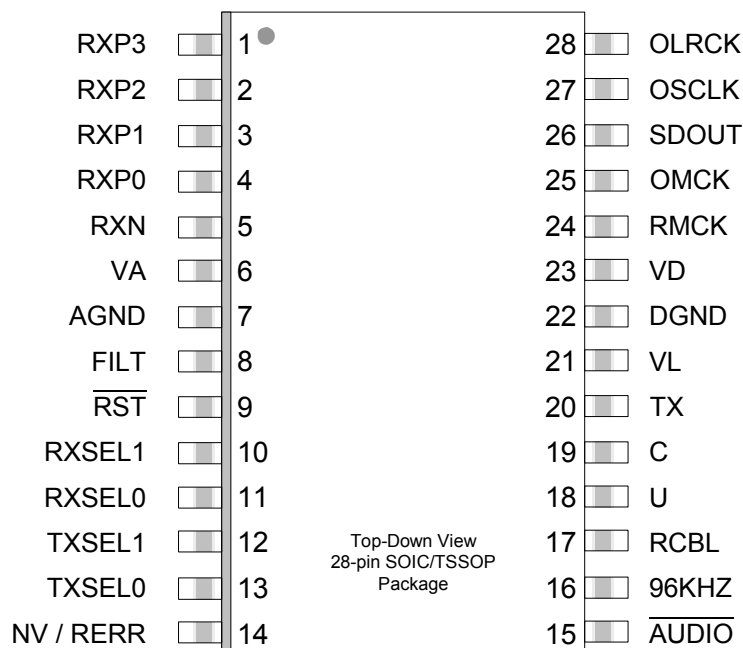 RXP3 1 28 OLRCK
RXP2 2 27 OSCLK
RXP1 3 26 SDOUT
RXP0 4 25 OMCK
RXN 5 24 RMCK
VA 6 23 VD
AGND 7 22 DGND
FILT 8 21 VL
R̅S̅T̅ 9 20 TX
RXSEL1 10 19 C
RXSEL0 11 18 U
TXSEL1 12 17 RCBL
Top-Down View
28-pin SOIC/TSSOP
Package
TXSEL0 13 16 96KHZ
NV / RERR 14 15 A̅U̅D̅I̅O̅